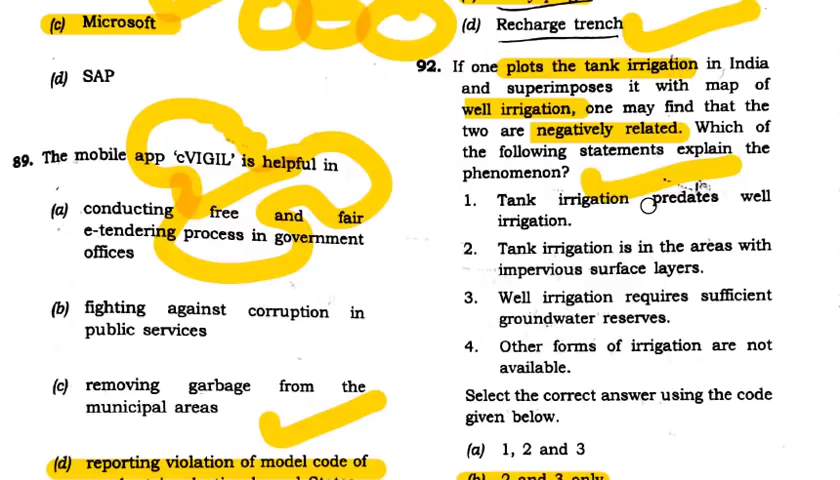 (c) Microsoft
(d) SAP
89. The mobile app 'cVIGIL' is helpful in
(a) conducting free and fair
e-tendering process in government
offices
(b) fighting against corruption in
public services
(c) removing garbage from the
municipal areas
(d) reporting violation of model code of
(d) Recharge trench
92. If one plots the tank irrigation in India
and superimposes it with map of
well irrigation, one may find that the
two are negatively related. Which of
the following statements explain the
phenomenon?
1. Tank irrigation predates well
irrigation.
2. Tank irrigation is in the areas with
impervious surface layers.
3. Well irrigation requires sufficient
groundwater reserves.
4. Other forms of irrigation are not
available.
Select the correct answer using the code
given below.
(a) 1, 2 and 3
(b) 2 and 3 only